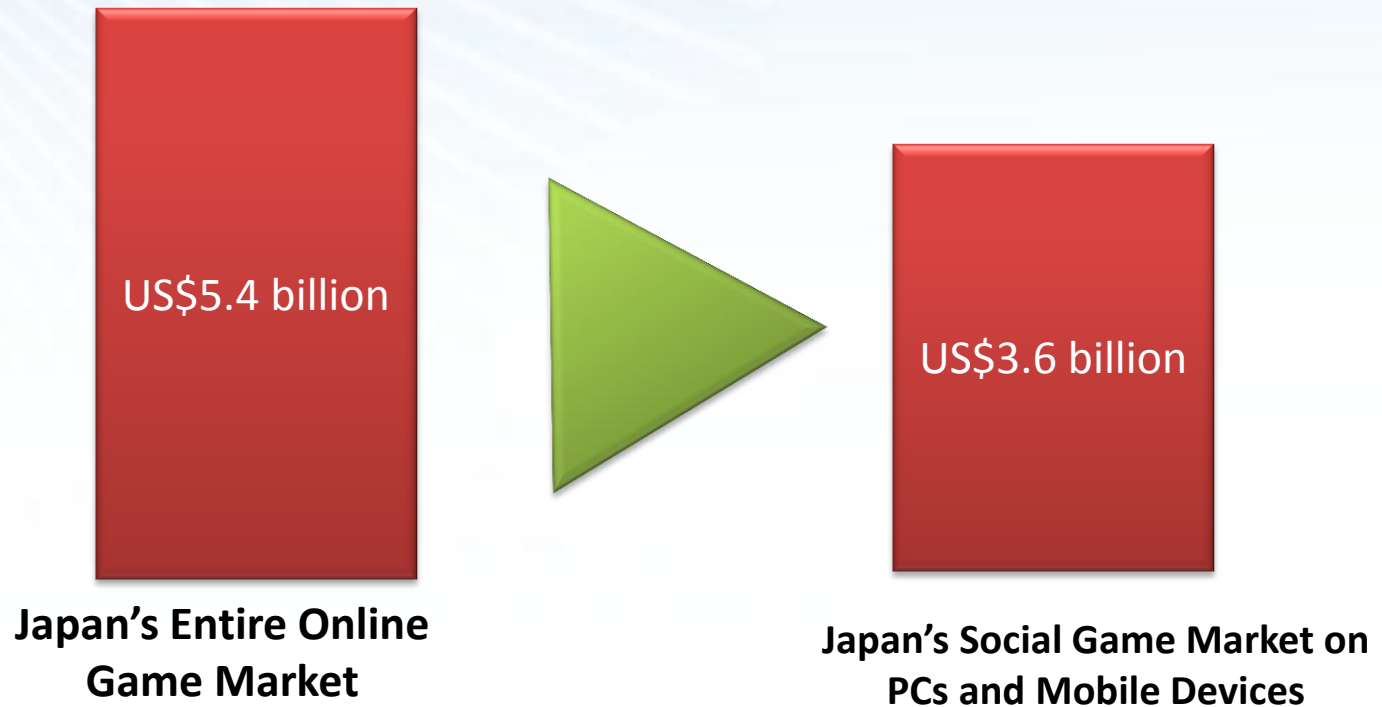 US$5.4 billion
Japan’s Entire Online
Game Market
US$3.6 billion
Japan’s Social Game Market on
PCs and Mobile Devices